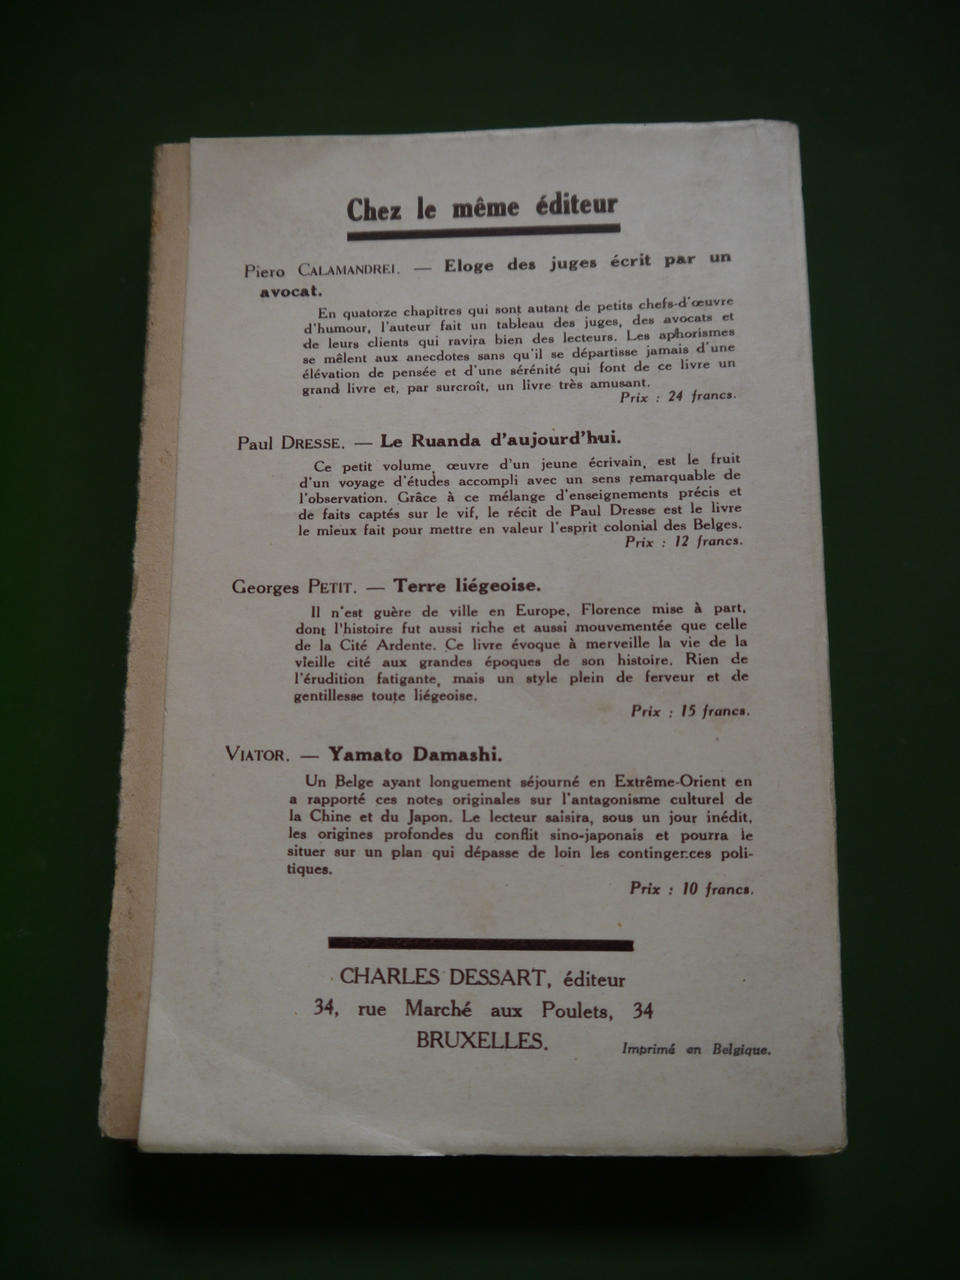 Chez le même éditeur
Piero CALAMANDREI. — Eloge des juges écrit par un
avocat.
En quatorze chapitres qui sont autant de petits chefs-d'œuvre
d'humour, l'auteur fait un tableau des juges, des avocats et
de leurs clients qui ravira bien des lecteurs. Les aphorismes
se mêlent aux anecdotes sans qu'il se départisse jamais d'une
élévation de pensée et d'une sérénité qui font de ce livre un
grand livre et, par surcroît, un livre très amusant.
Prix : 24 francs.
Paul DRESSE. — Le Ruanda d'aujourd'hui.
Ce petit volume, œuvre d'un jeune écrivain, est le fruit
d'un voyage d'études accompli avec un sens remarquable de
l'observation. Grâce à ce mélange d'enseignements précis et
de faits captés sur le vif, le récit de Paul Dresse est le livre
le mieux fait pour mettre en valeur l'esprit colonial des Belges.
Prix : 12 francs.
Georges PETIT. — Terre liégeoise.
Il n'est guère de ville en Europe, Florence mise à part,
dont l'histoire fut aussi riche et aussi mouvementée que celle
de la Cité Ardente. Ce livre évoque à merveille la vie de la
vieille cité aux grandes époques de son histoire. Rien de
l'érudition fatigante, mais un style plein de ferveur et de
gentillesse toute liégeoise.
Prix : 15 francs.
VIATOR. — Yamato Damashi.
Un Belge ayant longuement séjourné en Extrême-Orient en
a rapporté ces notes originales sur l'antagonisme culturel de
la Chine et du Japon. Le lecteur saisira, sous un jour inédit,
les origines profondes du conflit sino-japonais et pourra le
situer sur un plan qui dépasse de loin les contingences poli-
tiques.
Prix : 10 francs.
CHARLES DESSART, éditeur
34, rue Marché aux Poulets, 34
BRUXELLES.
Imprimé en Belgique.